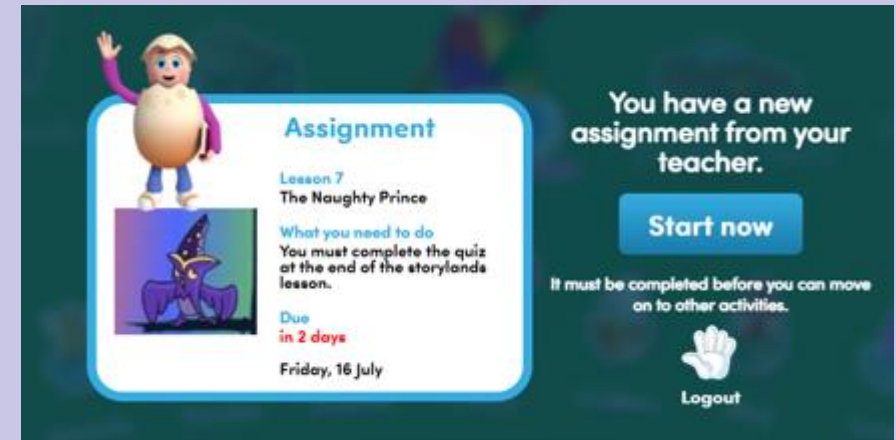 Assignment
Lesson 7
The Naughty Prince
What you need to do
You must complete the quiz
at the end of the storylands
lesson.
Due
in 2 days
Friday, 16 July
You have a new
assignment from your
teacher.
Start now
It must be completed before you can move
on to other activities.
Logout